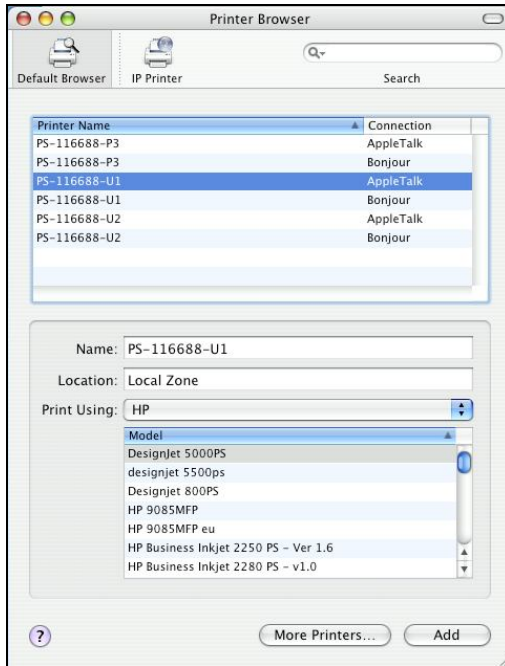 Printer Browser
Default Browser
IP Printer
Search
Printer Name Connection
PS-116688-P3 AppleTalk
PS-116688-P3 Bonjour
PS-116688-U1 AppleTalk
PS-116688-U1 Bonjour
PS-116688-U2 AppleTalk
PS-116688-U2 Bonjour
Name: PS-116688-U1
Location: Local Zone
Print Using: HP
Model
DesignJet 5000PS
designjet 5500ps
Designjet 800PS
HP 9085MFP
HP 9085MFP eu
HP Business Inkjet 2250 PS - Ver 1.6
HP Business Inkjet 2280 PS - v1.0
? More Printers... Add